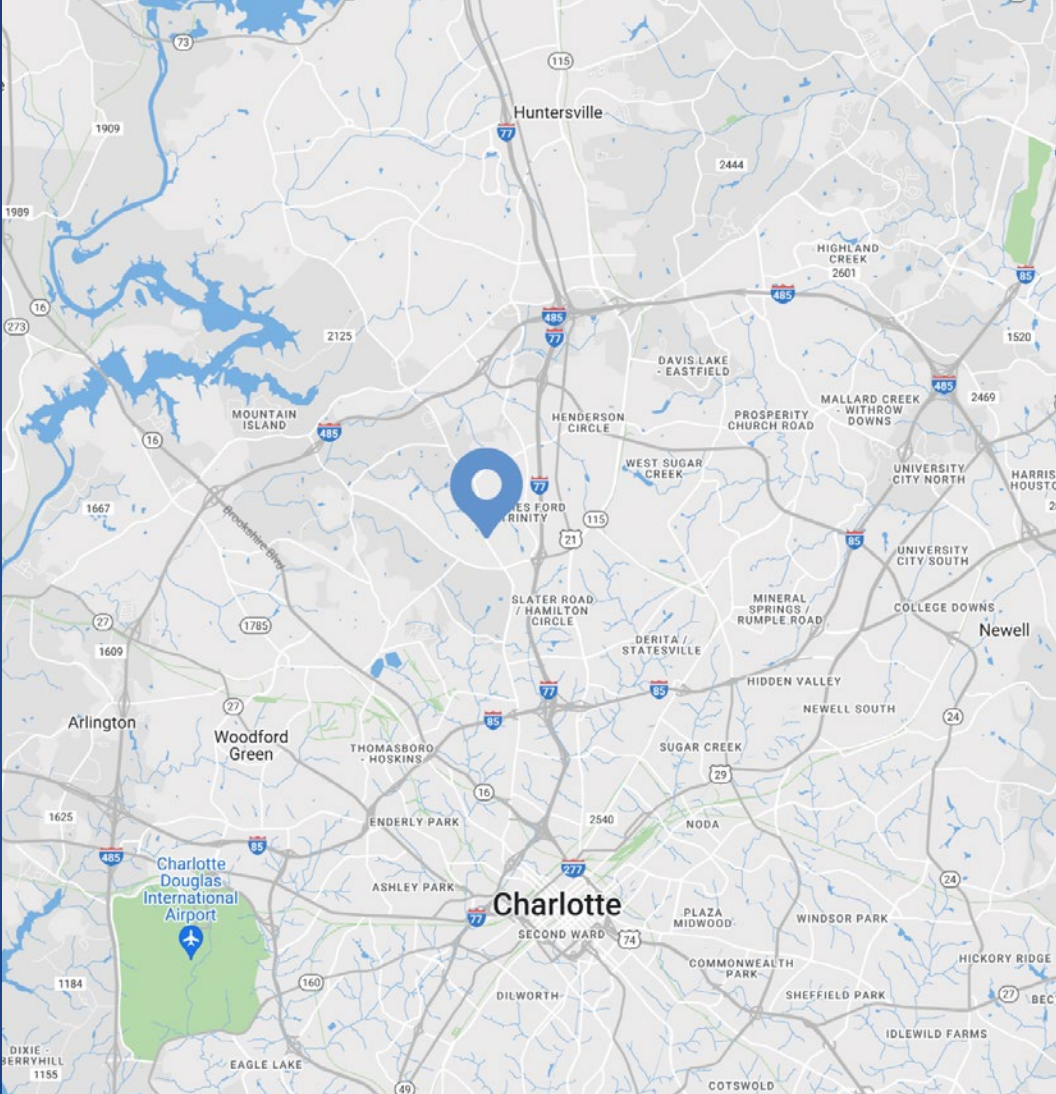 73
115
Huntersville
77
1909
2444
1989
HIGHLAND
CREEK
2601
85
485
16
273
485
77
2125
1520
DAVIS LAKE
- EASTFIELD
485
2469
MALLARD CREEK
- WITHROW
DOWNS
MOUNTAIN
ISLAND
HENDERSON
CIRCLE
PROSPERITY
CHURCH ROAD
485
16
WEST SUGAR
CREEK
UNIVERSITY
CITY NORTH
HARRIS
HOUSTO
77
1667
ES FORD
TRINITY
115
21
Brookshire Blvd
85
UNIVERSITY
CITY SOUTH
SLATER ROAD
/ HAMILTON
CIRCLE
MINERAL
SPRINGS /
RUMPLE ROAD
COLLEGE DOWNS
27
1785
Newell
DERITA /
STATESVILLE
1609
HIDDEN VALLEY
77
85
27
85
NEWELL SOUTH
24
Arlington
Woodford
Green
THOMASBORO
- HOSKINS
SUGAR CREEK
29
16
1625
ENDERLY PARK
2540
NODA
85
485
277
Charlotte
Douglas
International
Airport
ASHLEY PARK
24
Charlotte
77
PLAZA
MIDWOOD
WINDSOR PARK
SECOND WARD
74
HICKORY RIDGE
COMMONWEALTH
PARK
1184
160
DILWORTH
SHEFFIELD PARK
27
BEC
IDLEWILD FARMS
DIXIE -
BERRYHILL
1155
EAGLE LAKE
49
COTSWOLD